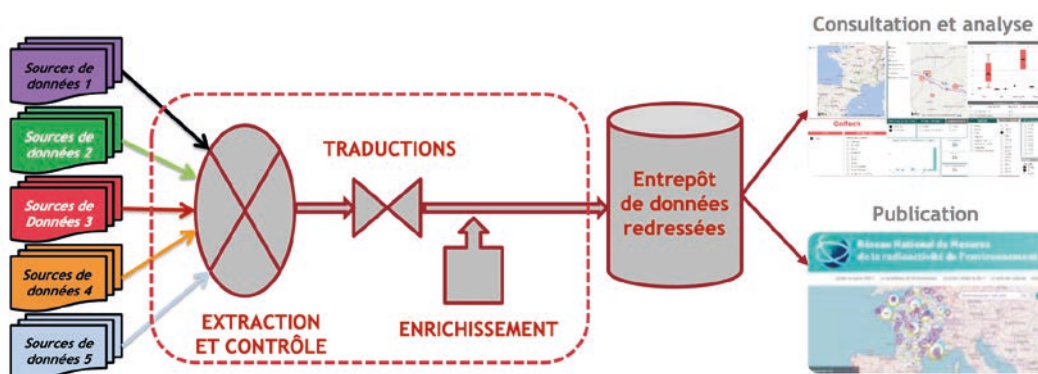 Consultation et analyse
Sources de
données 1
Sources de
données 2
Sources de
Données 3
Sources de
données 4
Sources de
données 5
TRADUCTIONS
EXTRACTION
ET CONTRÔLE
ENRICHISSEMENT
Entrepôt
de données
redressées
Publication
Réseau National de Mesures
de la radioactivité de l'environnement